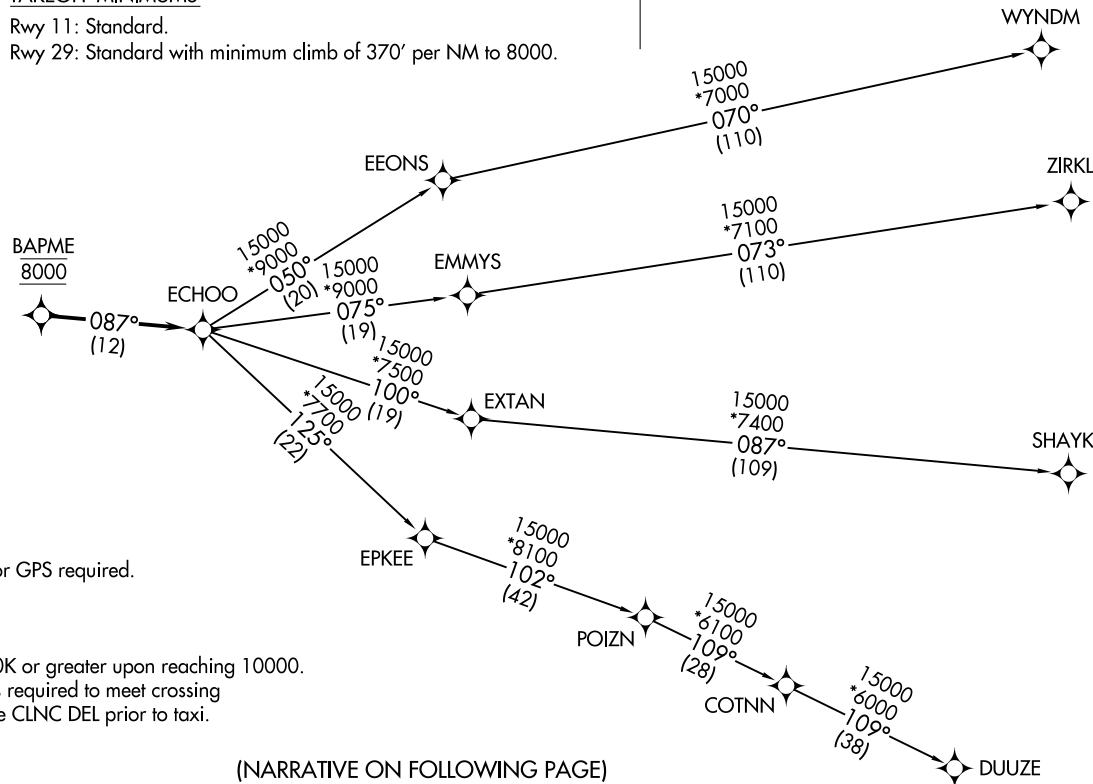 TAKEOFF MINIMUMS
Rwy 11: Standard.
Rwy 29: Standard with minimum climb of 370' per NM to 8000.
WYNDM
15000
*7000
070°
(110)
EEONS
ZIRKL
15000
*7100
073°
(110)
15000
*9000
050°
(20)
BAPME
8000
15000
*9000
075°
(19)
EMMYS
ECHOO
087°
(12)
15000
*7500
100°
(19)
EXTAN
15000
*7400
087°
(109)
SHAYK
15000
*7700
125°
(22)
EPKEE
15000
*8100
102°
(42)
or GPS required.
POIZN
15000
*6100
109°
(28)
0K or greater upon reaching 10000.
required to meet crossing
CLNC DEL prior to taxi.
COTNN
15000
*6000
109°
(38)
DUUZE
(NARRATIVE ON FOLLOWING PAGE)